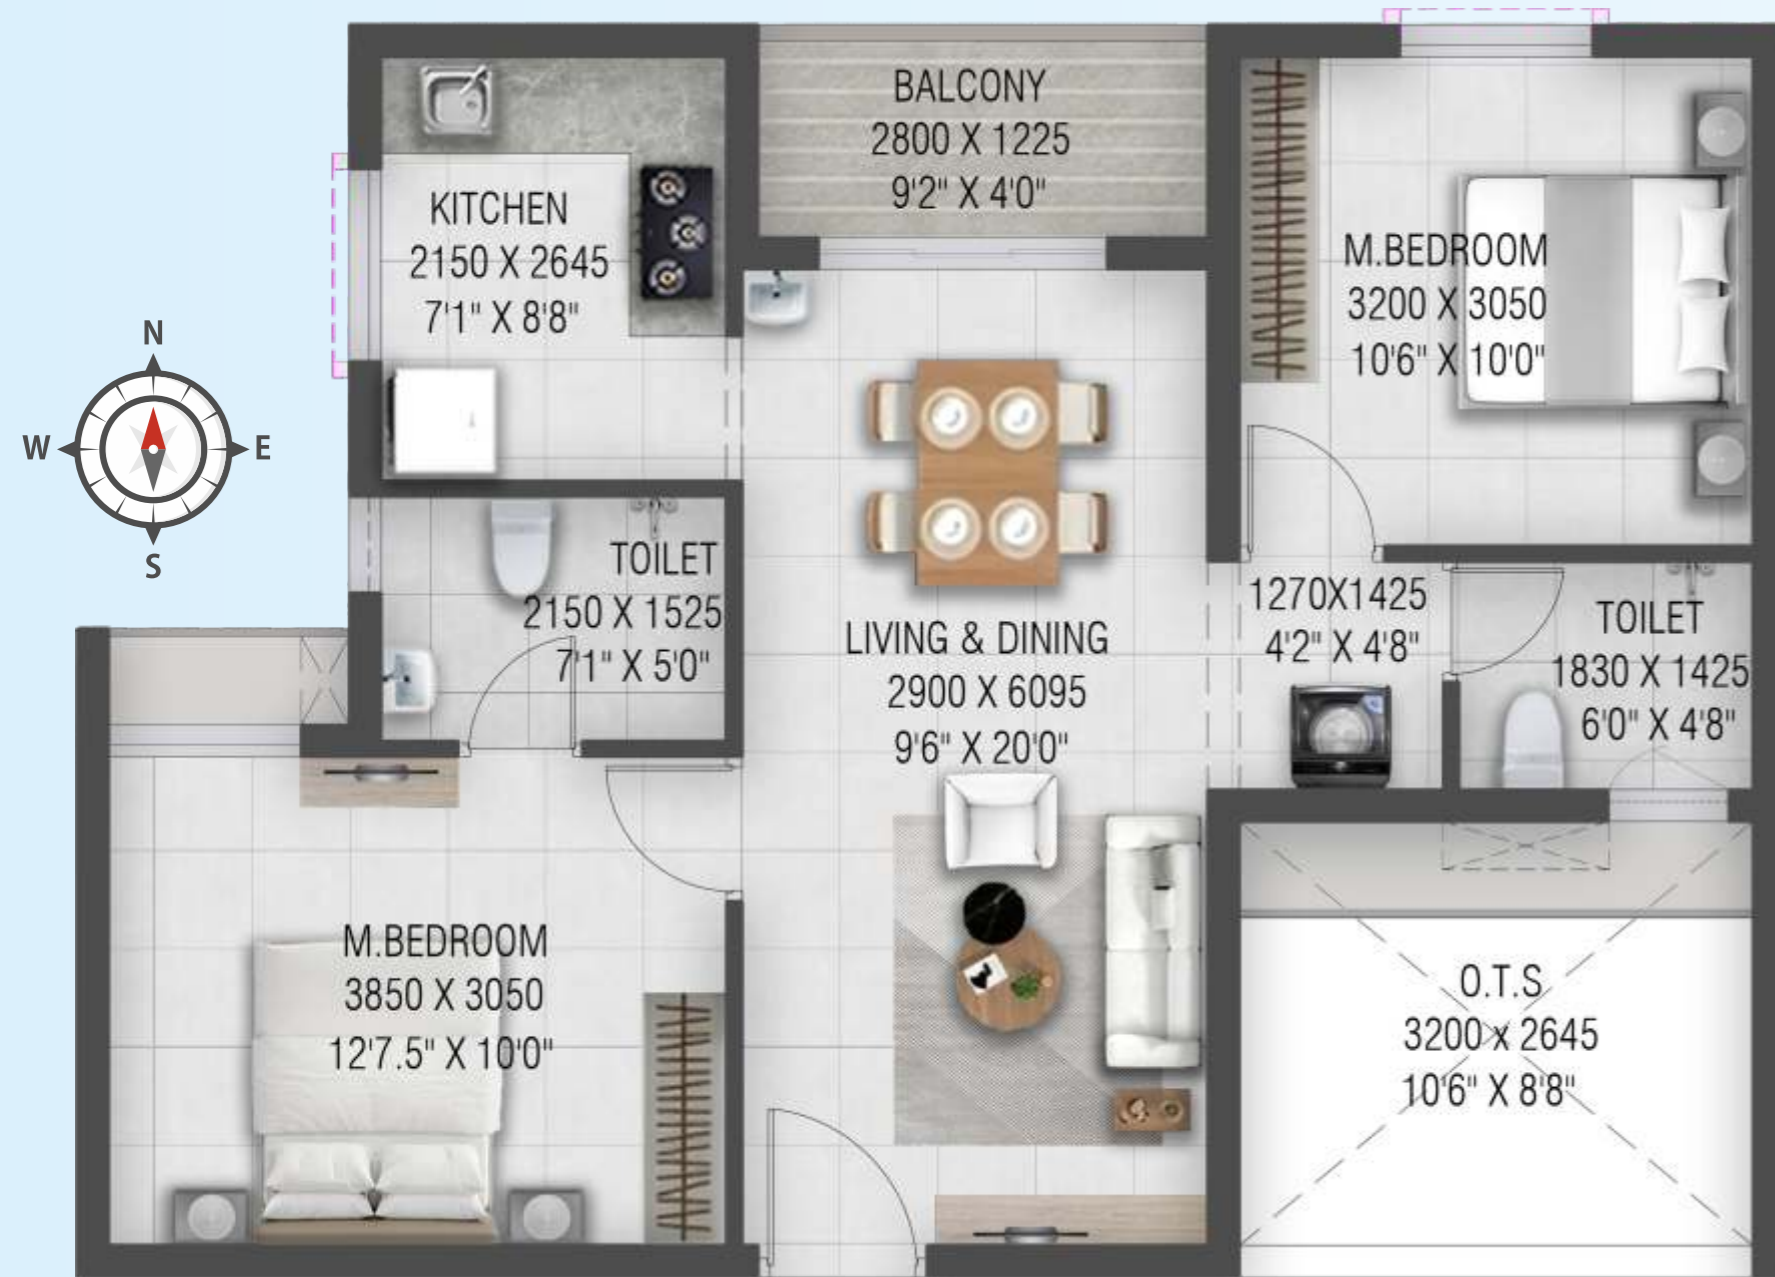 BALCONY
2800 X 1225
9'2" X 4'0"
KITCHEN
2150 X 2645
7'1" X 8'8"
M.BEDROOM
3200 X 3050
10'6" X 10'0"
N
W
E
S
TOILET
2150 X 1525
7'1" X 5'0"
LIVING & DINING
2900 X 6095
9'6" X 20'0"
1270X1425
4'2" X 4'8"
TOILET
1830 X 1425
6'0" X 4'8"
M.BEDROOM
3850 X 3050
12'7.5" X 10'0"
O.T.S
3200 x 2645
10'6" X 8'8"